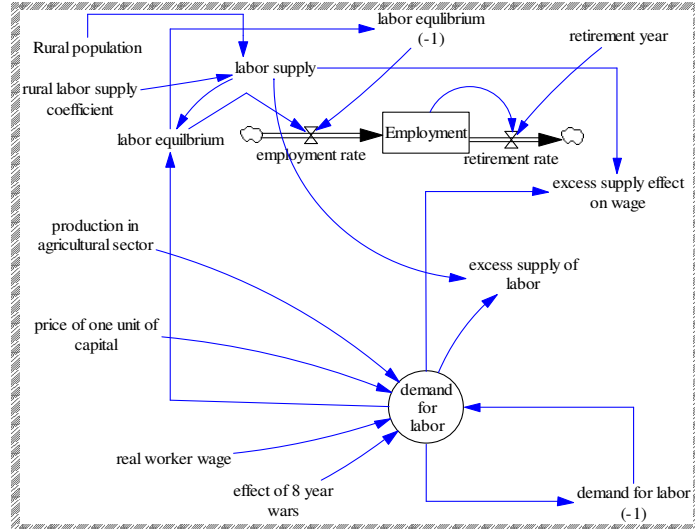 labor equlibrium
(-1)
retirement year
Rural population
labor supply
rural labor supply
coefficient
labor equilbrium
employment rate
Employment
retirement rate
excess supply effect
on wage
production in
agricultural sector
excess supply of
labor
price of one unit of
capital
demand
for
labor
real worker wage
effect of 8 year
wars
demand for labor
(-1)